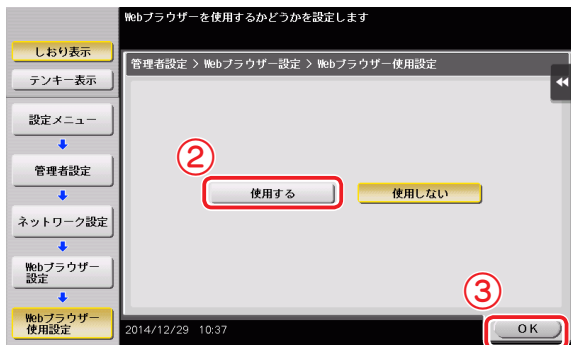 Webブラウザーを使用するかどうかを設定します
しおり表示
テンキー表示
設定メニュー
管理者設定
ネットワーク設定
Webブラウザー
設定
Webブラウザー
使用設定
管理者設定 > Webブラウザー設定 > Webブラウザー使用設定
②
使用する
使用しない
③
2014/12/29 10:37
OK